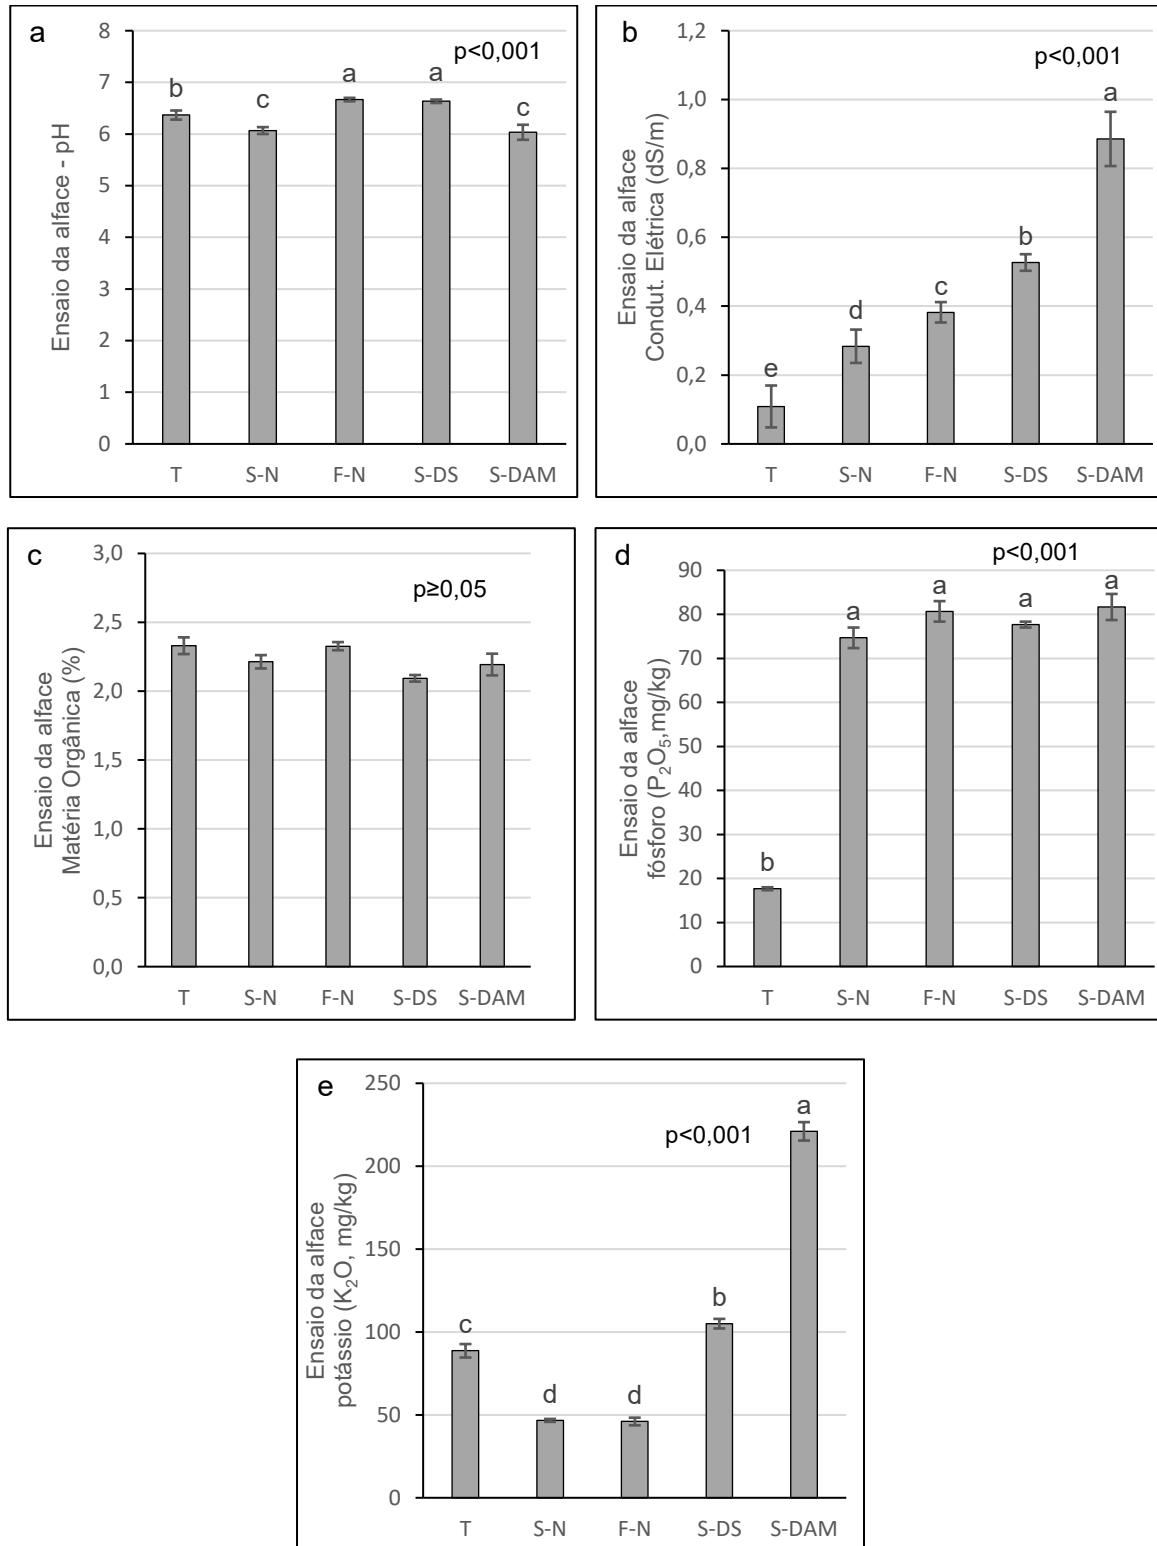 a
p<0,001
Ensaio da alface - pH
8
7
6
5
4
3
2
1
0
b
c
a
a
c
T
S-N
F-N
S-DS
S-DAM
b
p<0,001
Ensaio da alface
Condut. Elétrica (dS/m)
1,2
1,0
0,8
0,6
0,4
0,2
0,0
e
d
c
b
a
T
S-N
F-N
S-DS
S-DAM
c
p≥0,05
Ensaio da alface
Matéria Orgânica (%)
3,0
2,5
2,0
1,5
1,0
0,5
0,0
T
S-N
F-N
S-DS
S-DAM
d
p<0,001
Ensaio da alface
fósforo (P₂O₅,mg/kg)
90
80
70
60
50
40
30
20
10
0
b
a
a
a
a
T
S-N
F-N
S-DS
S-DAM
e
p<0,001
Ensaio da alface
potássio (K₂O, mg/kg)
250
200
150
100
50
0
c
d
d
b
a
T
S-N
F-N
S-DS
S-DAM